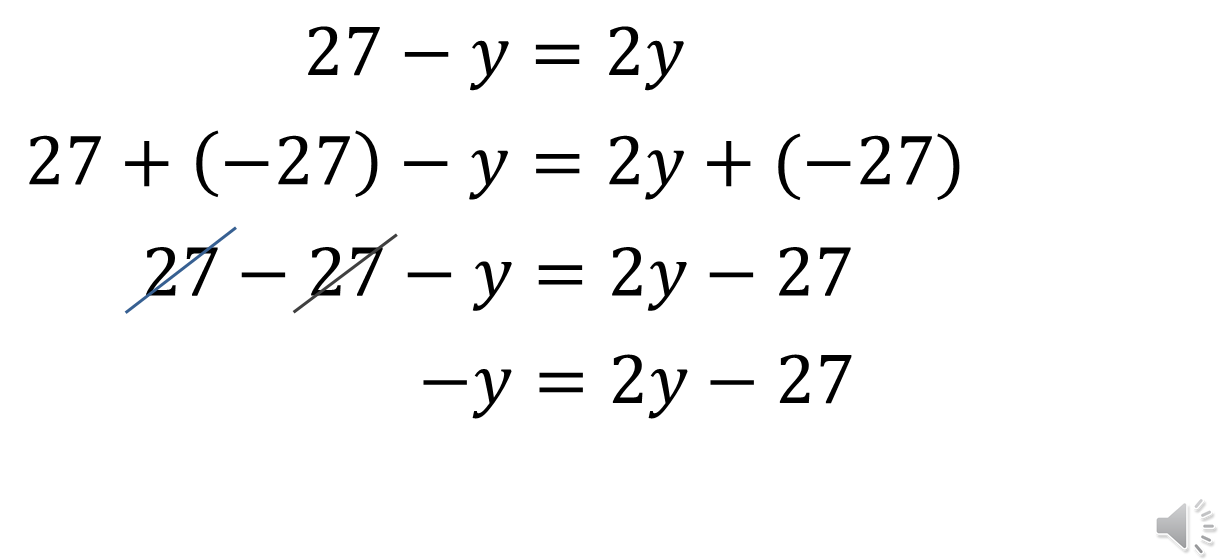 27 − y = 2y
27 + (−27) − y = 2y + (−27)
27 − 27 − y = 2y − 27
−y = 2y − 27